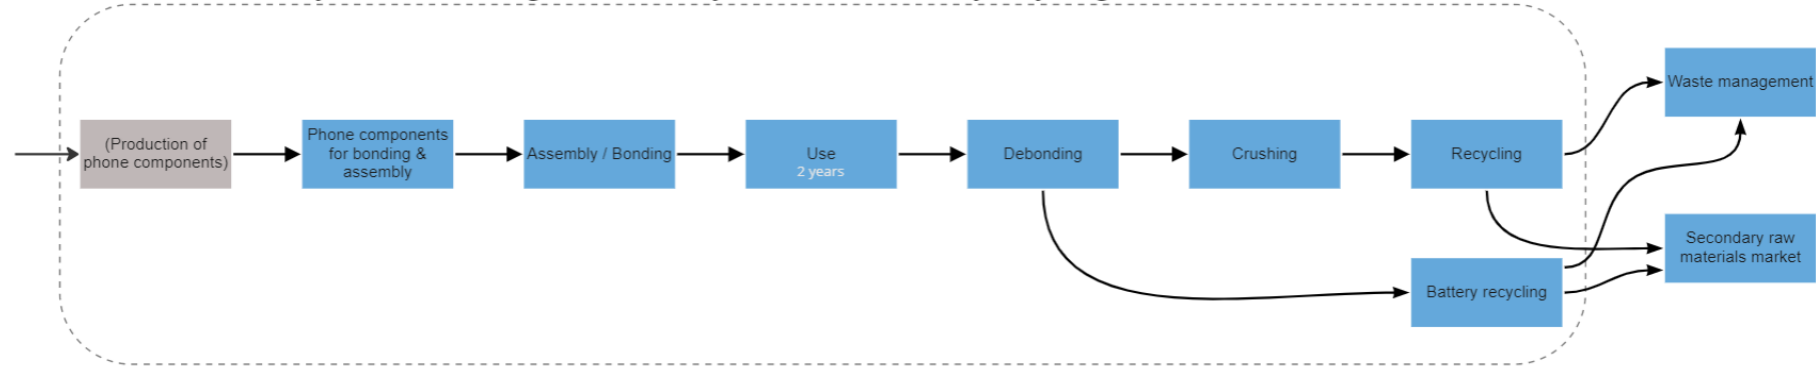 (Production of
phone components)
Phone components
for bonding &
assembly
Assembly / Bonding
Use
2 years
Debonding
Crushing
Recycling
Waste management
Secondary raw
materials market
Battery recycling